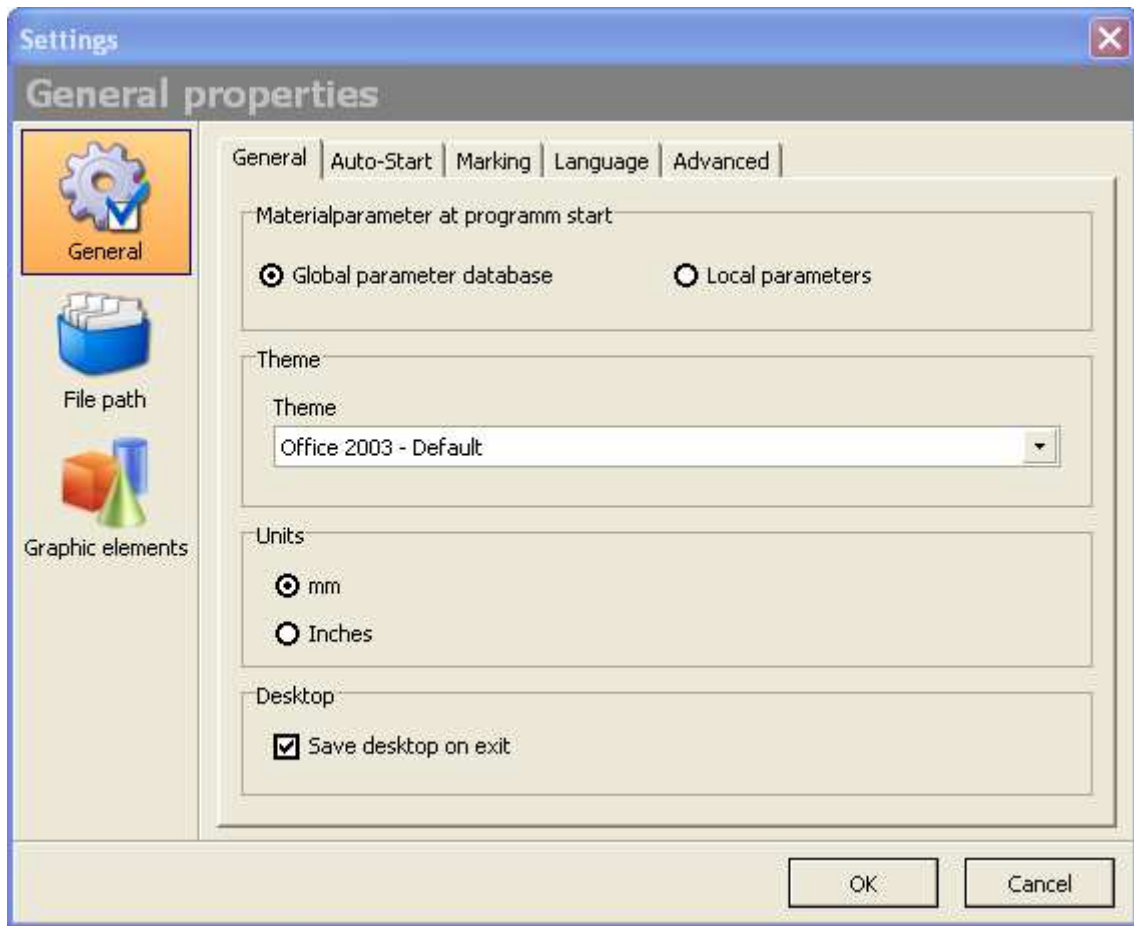 Settings
General properties
General
File path
Graphic elements
General Auto-Start Marking Language Advanced
Materialparameter at programm start
Global parameter database Local parameters
Theme
Theme
Office 2003 - Default
Units
mm
Inches
Desktop
Save desktop on exit
OK Cancel